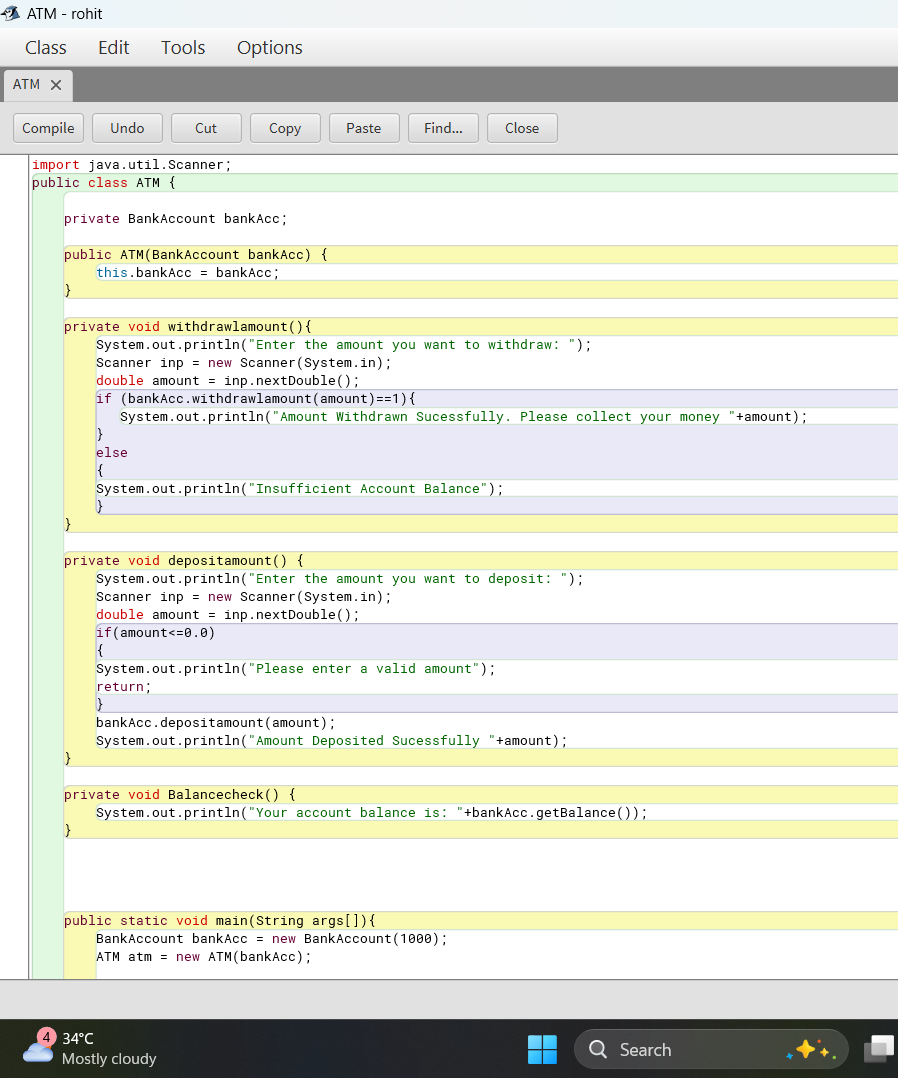 ATM - rohit
Class Edit Tools Options
ATM
Compile Undo Cut Copy Paste Find... Close
import java.util.Scanner;
public class ATM {
private BankAccount bankAcc;
public ATM(BankAccount bankAcc) {
this.bankAcc = bankAcc;
}
private void withdrawlamount(){
System.out.println("Enter the amount you want to withdraw: ");
Scanner inp = new Scanner(System.in);
double amount = inp.nextDouble();
if (bankAcc.withdrawlamount(amount)==1){
System.out.println("Amount Withdrawn Sucessfully. Please collect your money "+amount);
}
else
{
System.out.println("Insufficient Account Balance");
}
}
private void depositamount() {
System.out.println("Enter the amount you want to deposit: ");
Scanner inp = new Scanner(System.in);
double amount = inp.nextDouble();
if(amount<=0.0)
{
System.out.println("Please enter a valid amount");
return;
}
bankAcc.depositamount(amount);
System.out.println("Amount Deposited Sucessfully "+amount);
}
private void Balancecheck() {
System.out.println("Your account balance is: "+bankAcc.getBalance());
}
public static void main(String args[]){
BankAccount bankAcc = new BankAccount(1000);
ATM atm = new ATM(bankAcc);
4
34°C
Mostly cloudy
Search